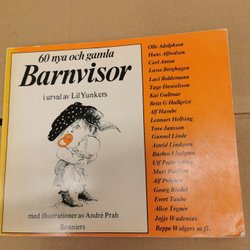 60 nya och gamla
Barnvisor
i urval av Lil Yunkers
med illustrationer av André Prah
Bonniers
Olle Adolphson
Hans Alfredson
Carl Anton
Lasse Berghagen
Laci Boldemann
Tage Danielsson
Kai Gullmar
Britt G Hallqvist
Alf Hambe
Lennart Hellsing
Tove Jansson
Gunnel Linde
Astrid Lindgren
Barbro Lindgren
Ulf Peder Olrog
Mats Paulson
Alf Prøysen
Georg Riedel
Evert Taube
Alice Tegnér
Jojje Wadenius
Beppe Wolgers m.fl.